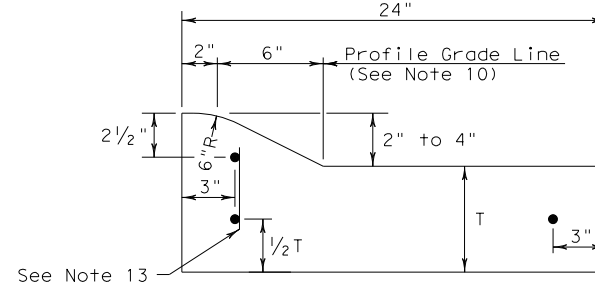 24"
2"
6"
Profile Grade Line
(See Note 10)
2½"
6"R
2" to 4"
3"
T
½T
3"
See Note 13